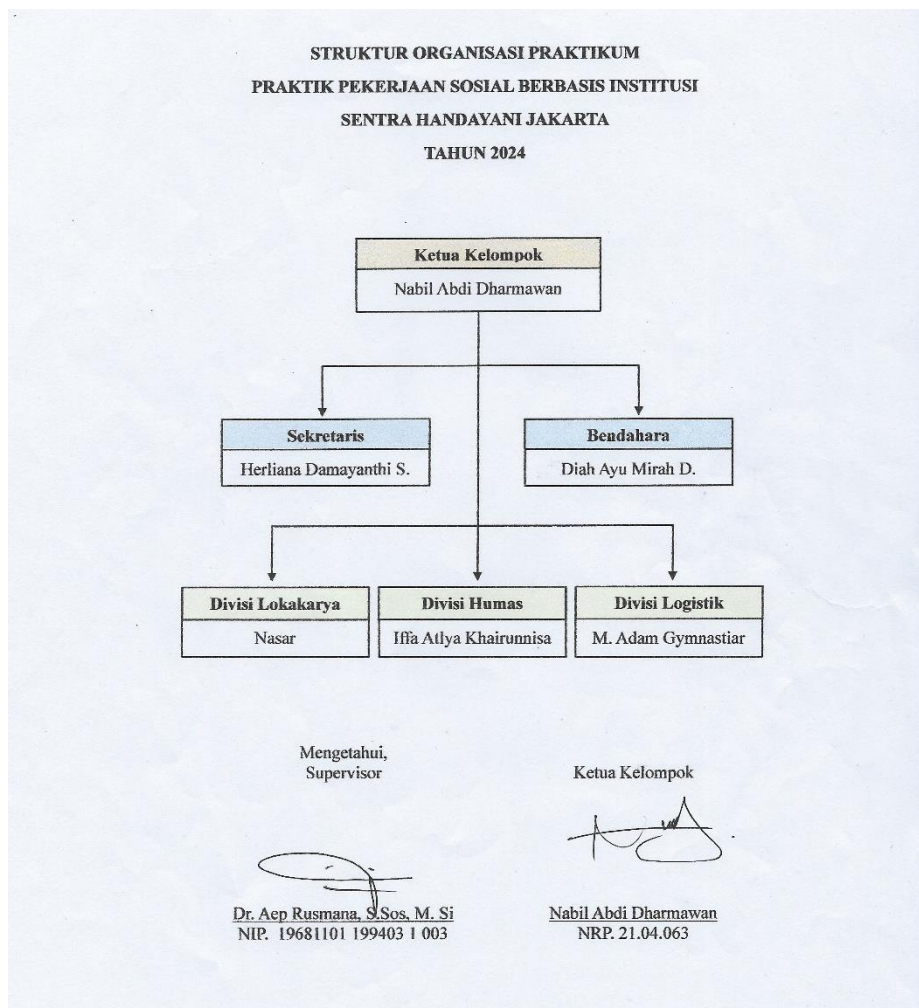 STRUKTUR ORGANISASI PRAKTIKUM
PRAKTIK PEKERJAAN SOSIAL BERBASIS INSTITUSI
SENTRA HANDAYANI JAKARTA
TAHUN 2024
Ketua Kelompok
Nabil Abdi Dharmawan
Sekretaris
Herliana Damayanthi S.
Bendahara
Diah Ayu Mirah D.
Divisi Lokakarya
Nasar
Divisi Humas
Iffa Atlya Khairunnisa
Divisi Logistik
M. Adam Gymnastiar
Mengetahui,
Supervisor
Dr. Aep Rusmana, S.Sos, M. Si
NIP. 19681101 199403 1 003
Ketua Kelompok
Nabil Abdi Dharmawan
NRP. 21.04.063